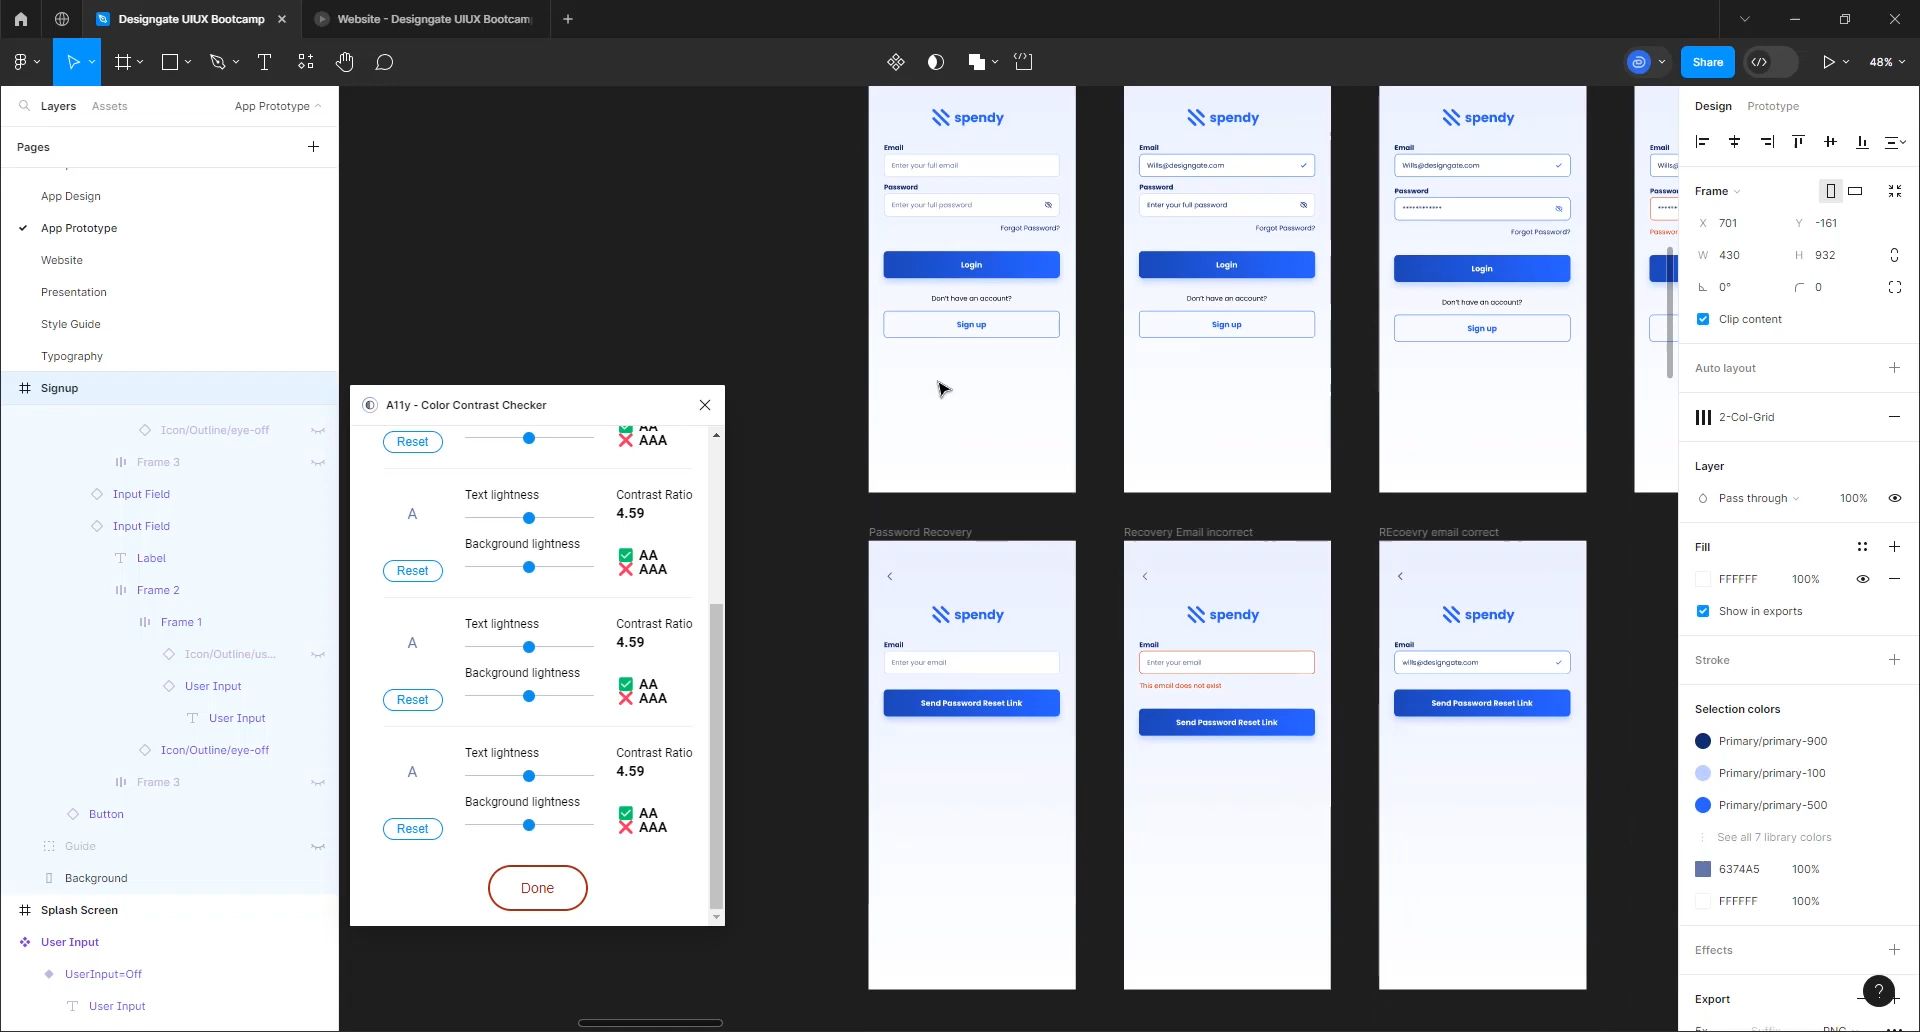 Designgate UIUX Bootcamp
Website - Designgate UIUX Bootcam
Share
48%
Layers
Assets
App Prototype
Pages
App Design
App Prototype
Website
Presentation
Style Guide
Typography
Signup
Icon/Outline/eye-off
Frame 3
Input Field
Input Field
Label
Frame 2
Frame 1
Icon/Outline/us...
User Input
User Input
Icon/Outline/eye-off
Frame 3
Button
Guide
Background
Splash Screen
User Input
UserInput=Off
User Input
A11y - Color Contrast Checker
AA
Reset
AAA
Text lightness
Contrast Ratio
A
4.59
Background lightness
AA
Reset
AAA
Text lightness
Contrast Ratio
A
4.59
Background lightness
AA
Reset
AAA
Text lightness
Contrast Ratio
A
4.59
Background lightness
AA
Reset
AAA
Done
spendy
Email
Enter your full email
Password
Enter your full password
Forgot Password?
Login
Don't have an account?
Sign up
spendy
Email
Wills@designgate.com
Password
Enter your full password
Forgot Password?
Login
Don't have an account?
Sign up
spendy
Email
Wills@designgate.com
Password
************
Forgot Password?
Login
Don't have an account?
Sign up
Email
Wills@
Passwor
Passwor
Password Recovery
spendy
Email
Enter your email
Send Password Reset Link
Recovery Email incorrect
spendy
Email
Enter your email
This email does not exist
Send Password Reset Link
REcoevry email correct
spendy
Email
wills@designgate.com
Send Password Reset Link
Design
Prototype
Frame
X 701
Y -161
W 430
H 932
0°
0
Clip content
Auto layout
2-Col-Grid
Layer
Pass through
100%
Fill
FFFFFF
100%
Show in exports
Stroke
Selection colors
Primary/primary-900
Primary/primary-100
Primary/primary-500
See all 7 library colors
6374A5
100%
FFFFFF
100%
Effects
Export
?